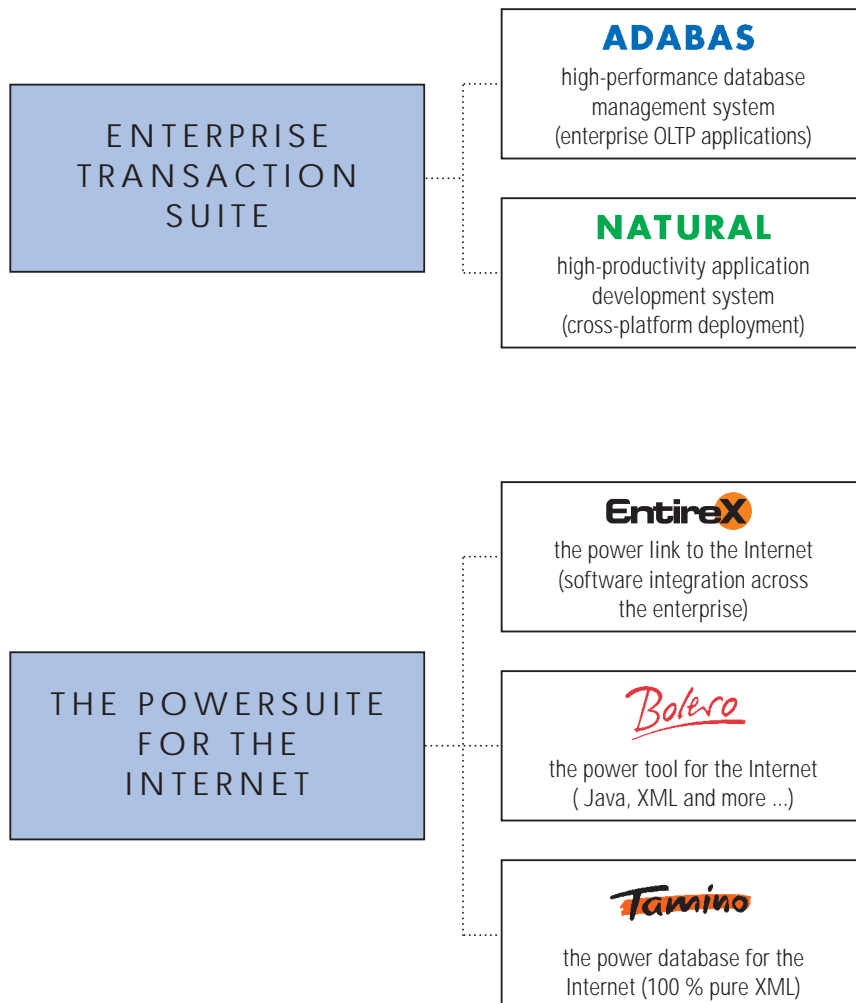 ENTERPRISE
TRANSACTION
SUITE
ADABAS
high-performance database
management system
(enterprise OLTP applications)
NATURAL
high-productivity application
development system
(cross-platform deployment)
THE POWERSUITE
FOR THE
INTERNET
EntireX
the power link to the Internet
(software integration across
the enterprise)
Bolero
the power tool for the Internet
( Java, XML and more ...)
Tamino
the power database for the
Internet (100 % pure XML)